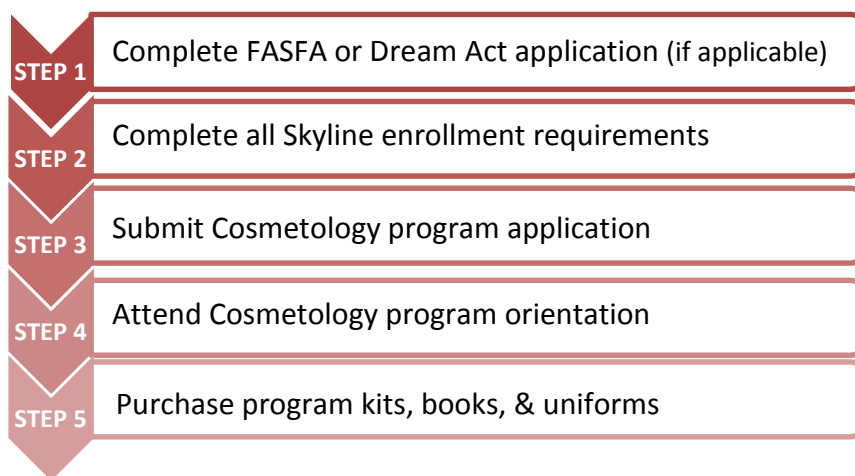 STEP 1
Complete FASFA or Dream Act application (if applicable)
STEP 2
Complete all Skyline enrollment requirements
STEP 3
Submit Cosmetology program application
STEP 4
Attend Cosmetology program orientation
STEP 5
Purchase program kits, books, & uniforms